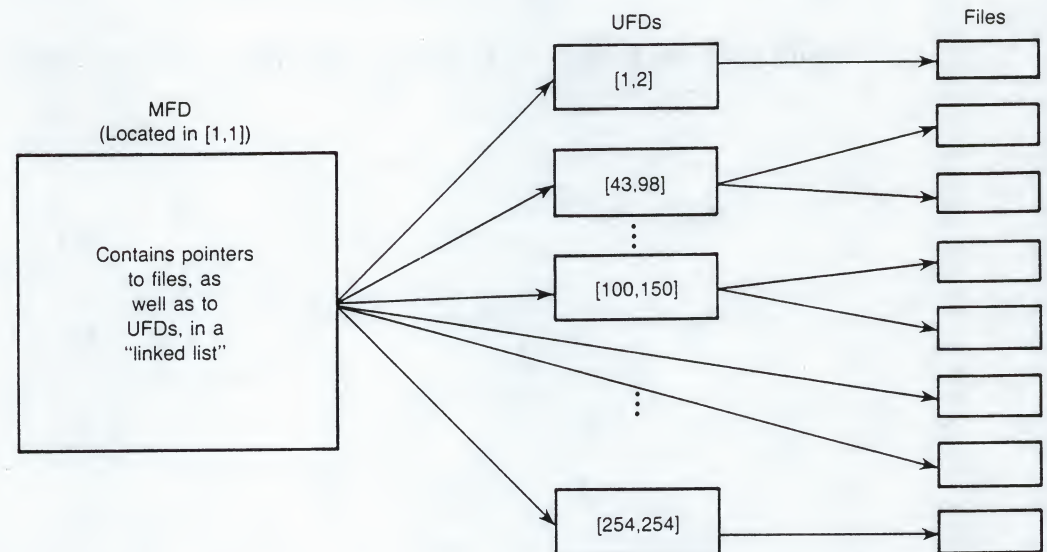 UFDs
Files
MFD
(Located in [1,1])
[1,2]
[43,98]
[100,150]
Contains pointers
to files, as
well as to
UFDs, in a
“linked list”
[254,254]